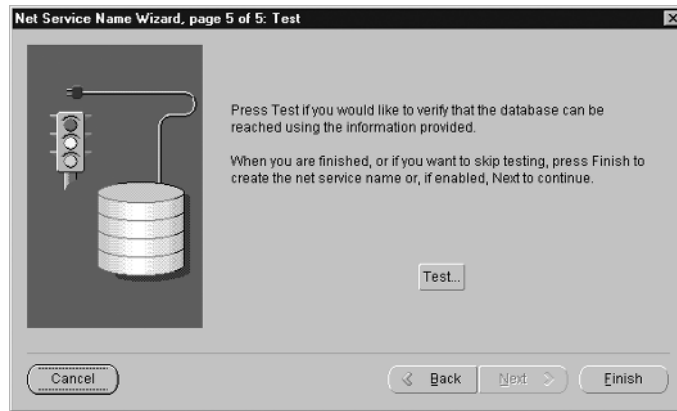 Net Service Name Wizard, page 5 of 5: Test
Press Test if you would like to verify that the database can be
reached using the information provided.
When you are finished, or if you want to skip testing, press Finish to
create the net service name or, if enabled, Next to continue.
Test...
Cancel
Back
Next
Finish